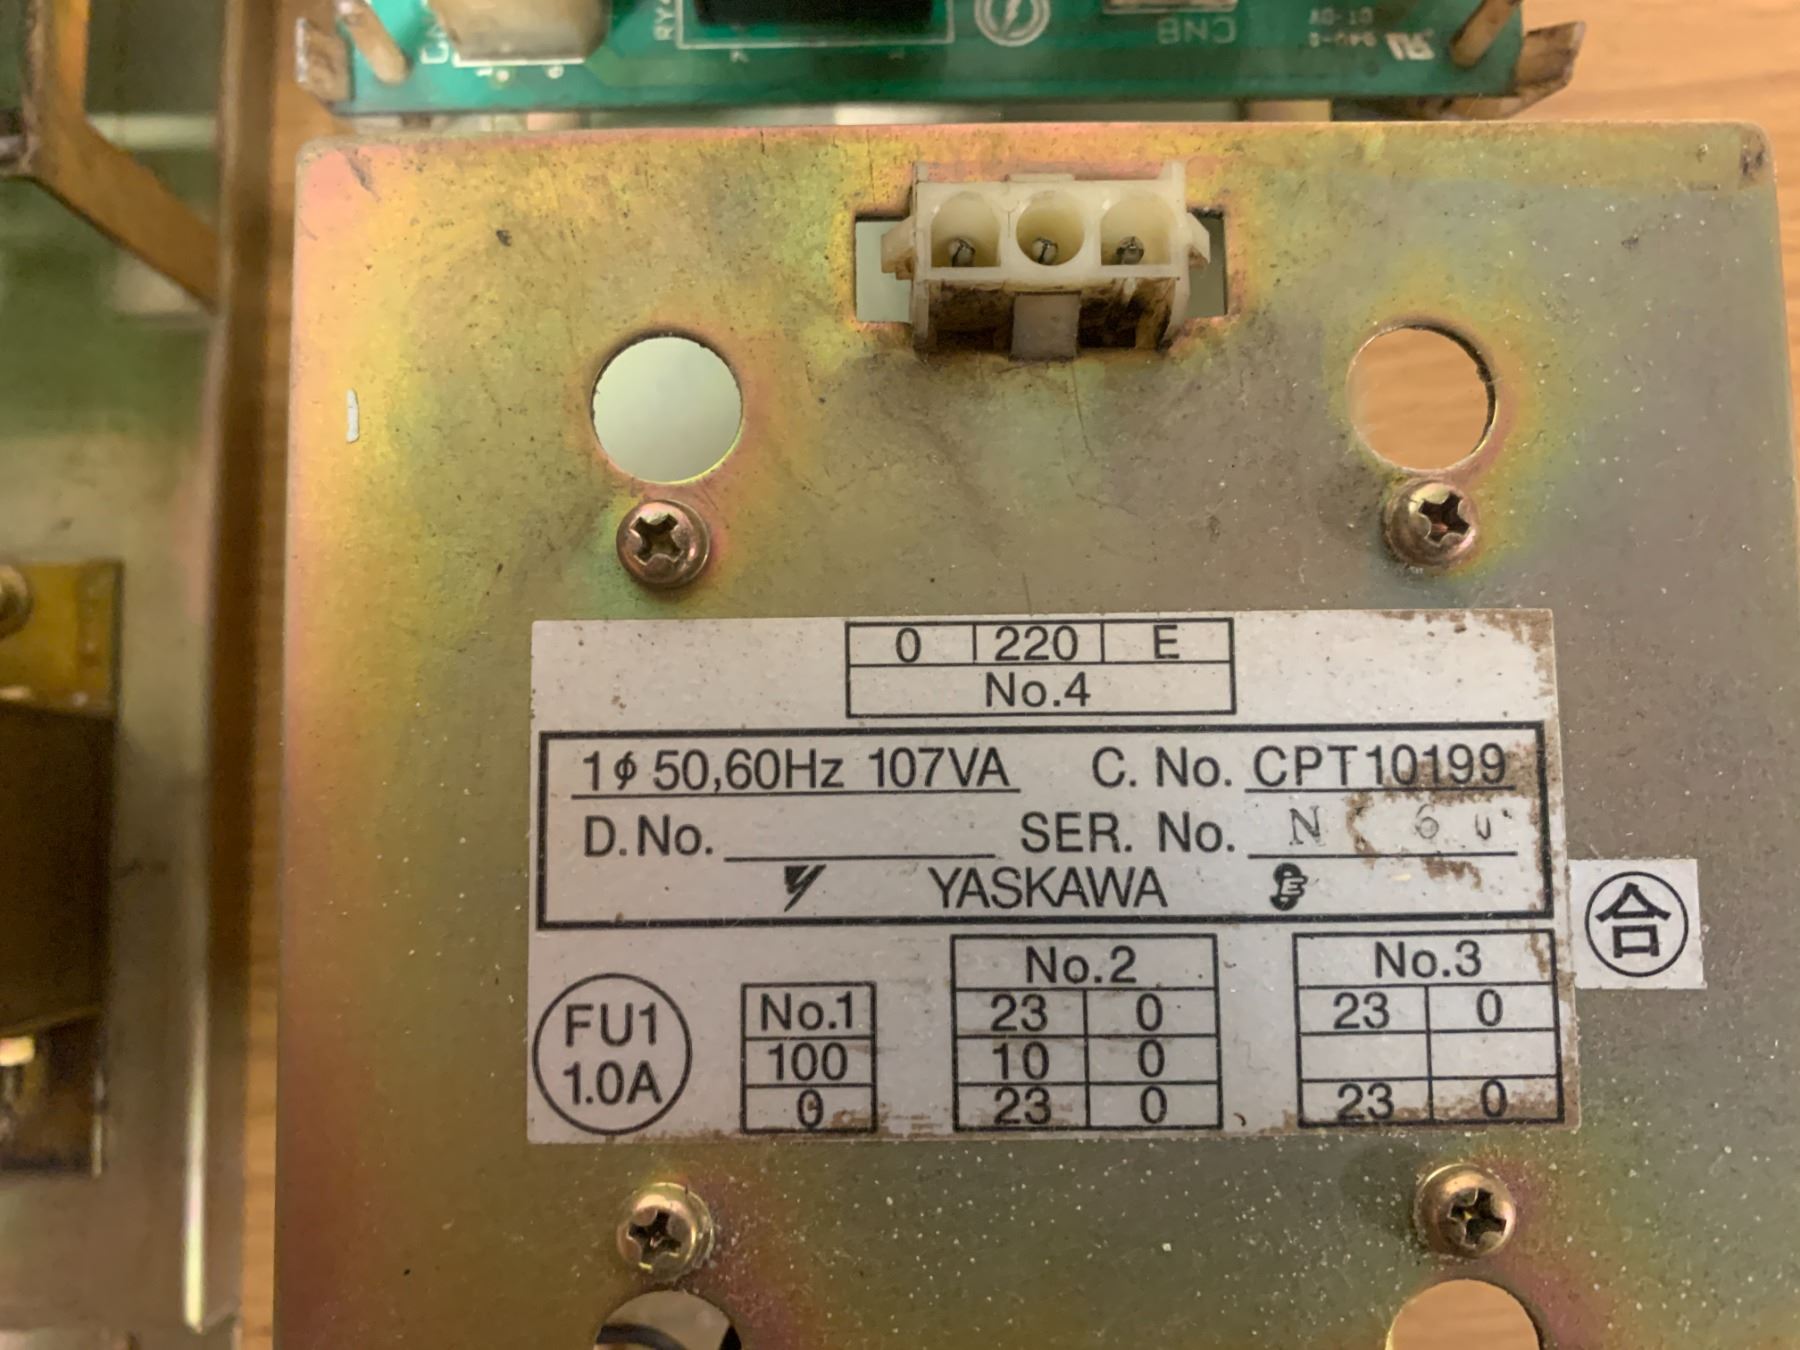 CNB
0 220 E
No.4
1φ 50,60Hz 107VA C. No. CPT10199
D.No. SER. No. N 6
YASKAWA
合
FU1
1.0A
No.1
100
0
No.2
23 0
10 0
23 0
No.3
23 0
23 0